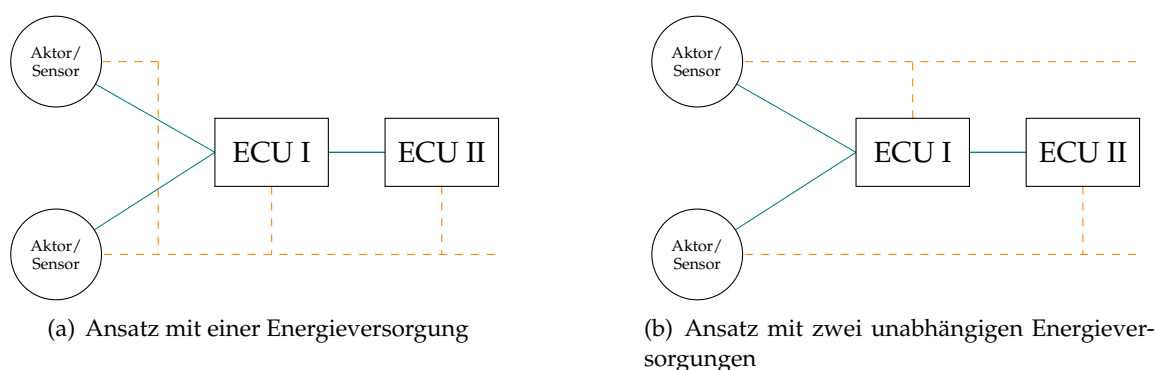 Aktor/
Sensor
ECU I
ECU II
Aktor/
Sensor
(a) Ansatz mit einer Energieversorgung
Aktor/
Sensor
ECU I
ECU II
Aktor/
Sensor
(b) Ansatz mit zwei unabhängigen Energiever-
sorgungen